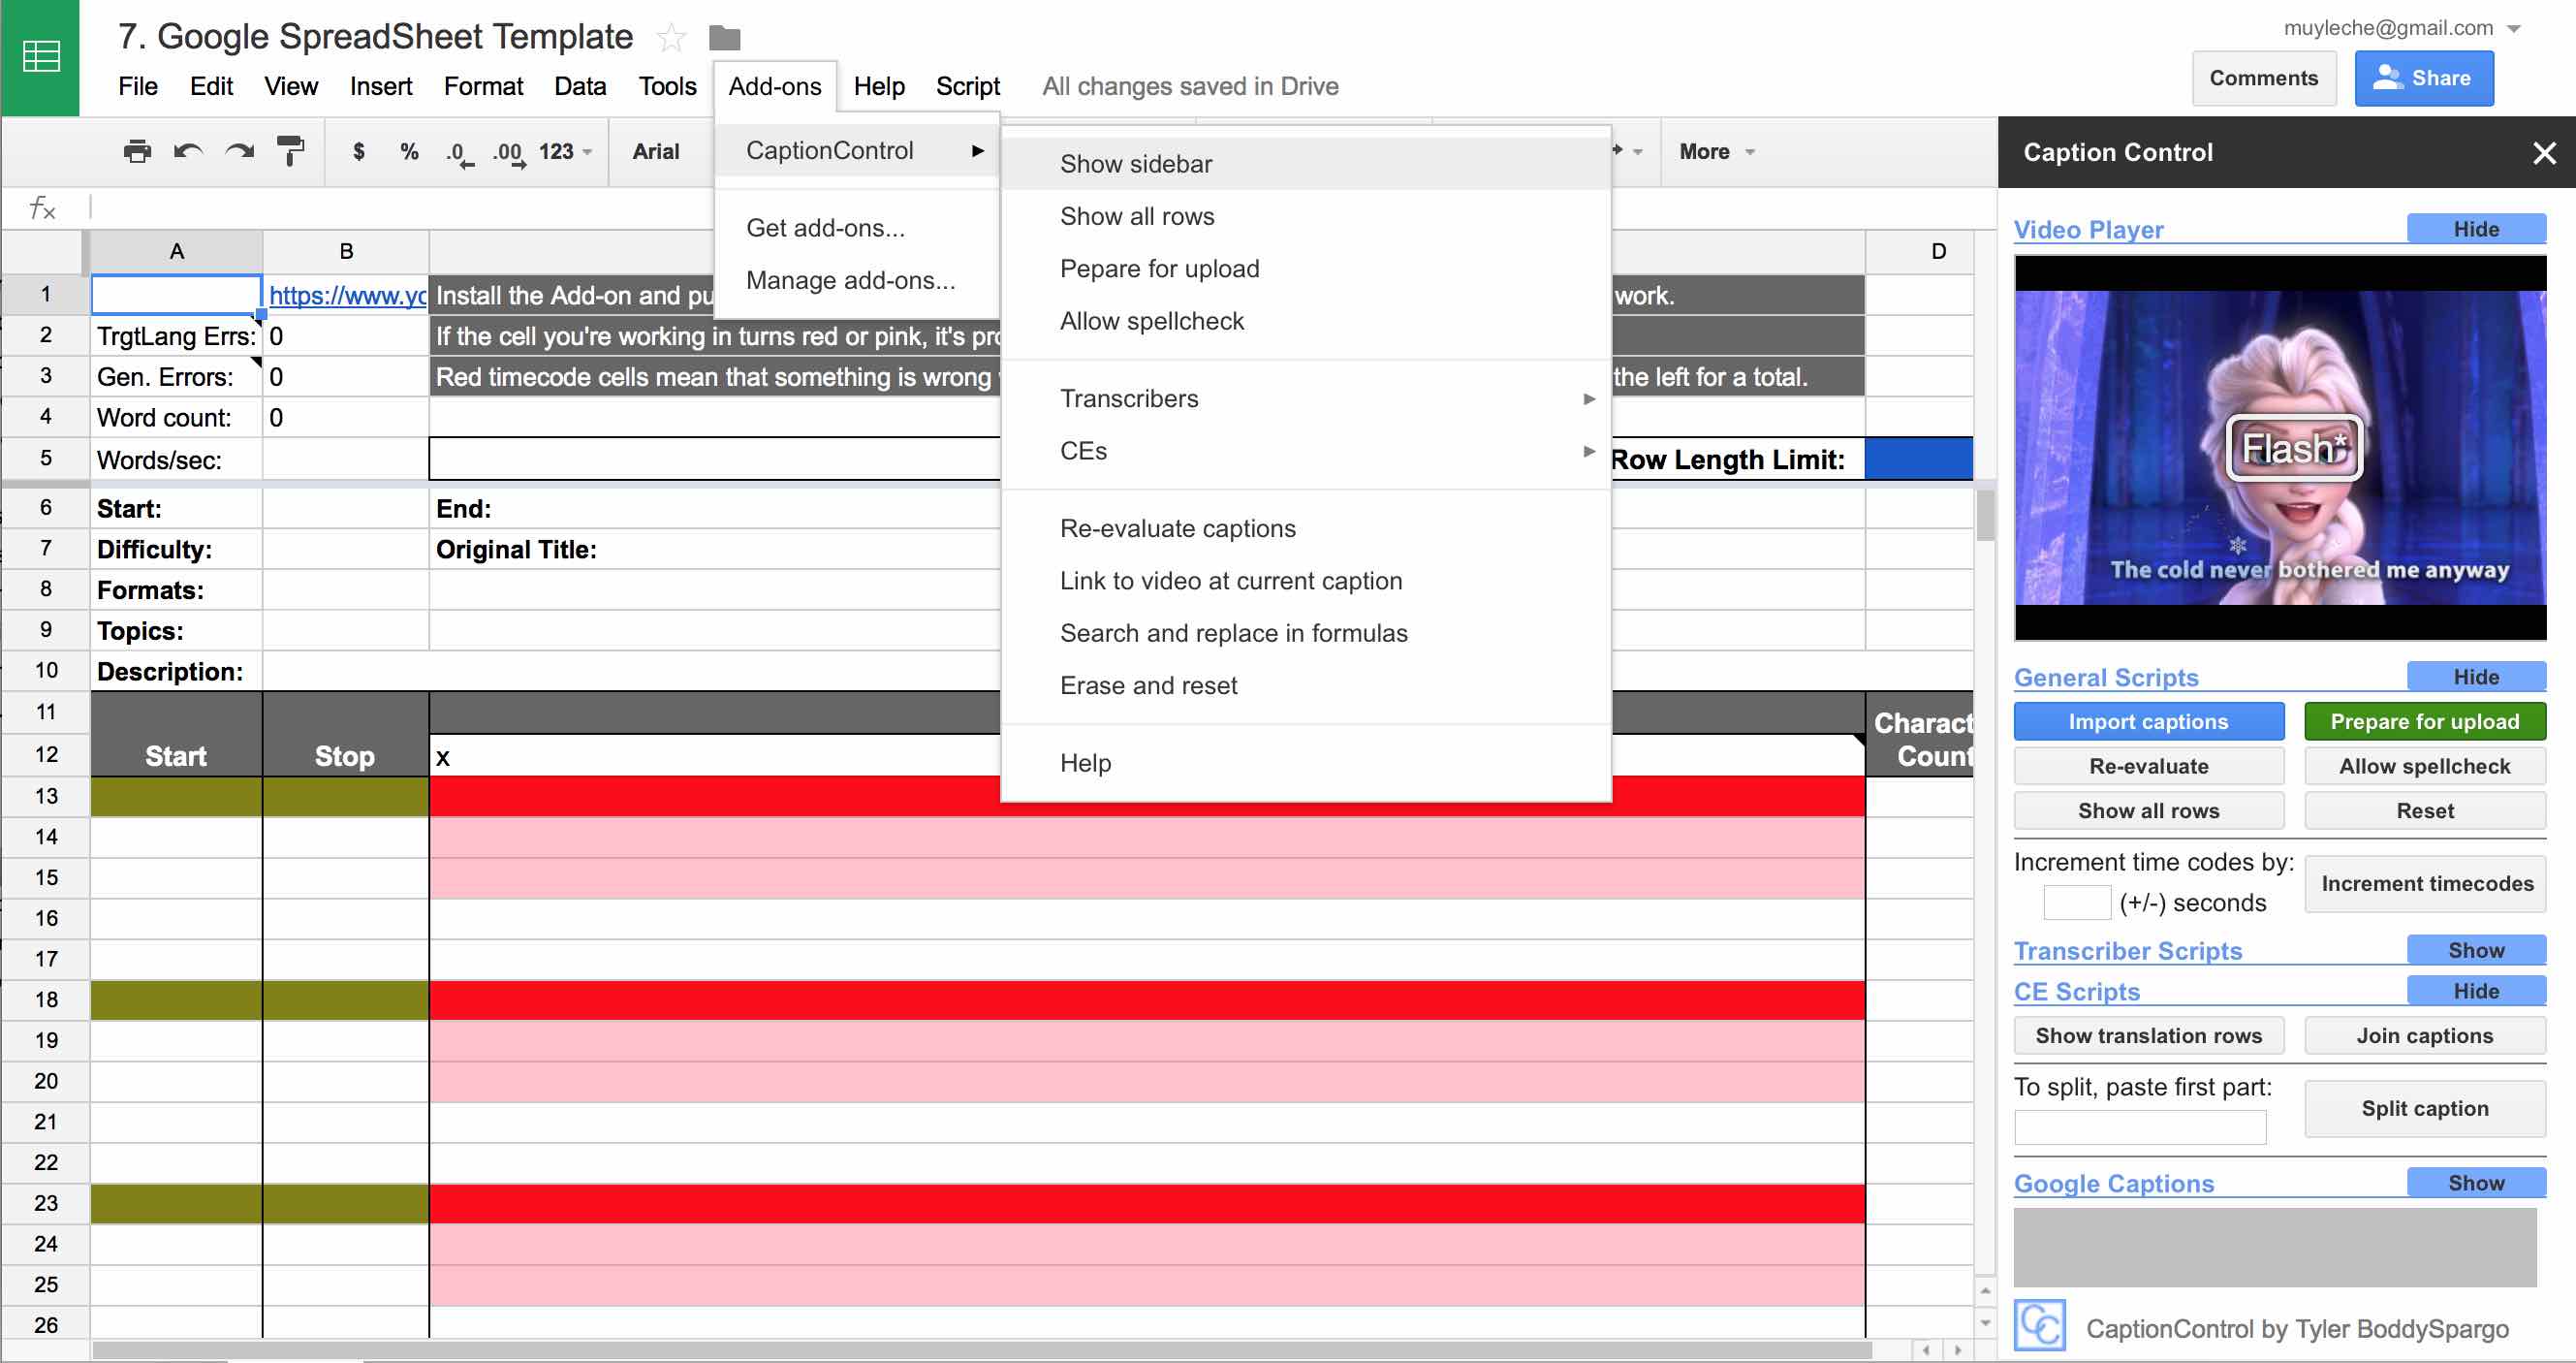 7. Google SpreadSheet Template
muyleche@gmail.com
File Edit View Insert Format Data Tools Add-ons Help Script All changes saved in Drive
Comments Share
$ % .0 .00 123 Arial More
fx
CaptionControl
Get add-ons...
Manage add-ons...
Show sidebar
Show all rows
Pepare for upload
Allow spellcheck
Transcribers
CEs
Re-evaluate captions
Link to video at current caption
Search and replace in formulas
Erase and reset
Help
A B D
1 https://www.yo Install the Add-on and pu work.
2 TrgtLang Errs: 0 If the cell you're working in turns red or pink, it's pro
3 Gen. Errors: 0 Red timecode cells mean that something is wrong the left for a total.
4 Word count: 0
5 Words/sec: Row Length Limit:
6 Start: End:
7 Difficulty: Original Title:
8 Formats:
9 Topics:
10 Description:
11 Charact
12 Start Stop x Count
13
14
15
16
17
18
19
20
21
22
23
24
25
26
Caption Control
Video Player Hide
Flash*
The cold never bothered me anyway
General Scripts Hide
Import captions Prepare for upload
Re-evaluate Allow spellcheck
Show all rows Reset
Increment time codes by:
(+/-) seconds Increment timecodes
Transcriber Scripts Show
CE Scripts Hide
Show translation rows Join captions
To split, paste first part:
Split caption
Google Captions Show
CC CaptionControl by Tyler BoddySpargo